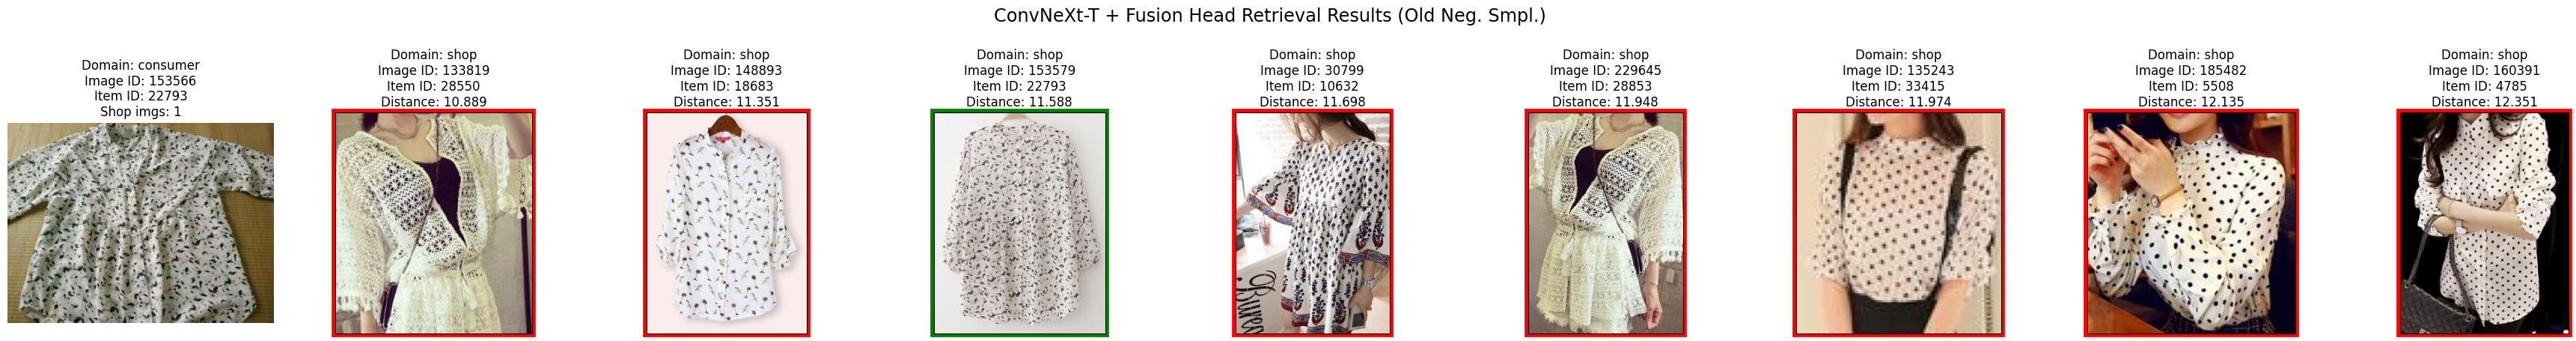 ConvNeXt-T + Fusion Head Retrieval Results (Old Neg. Smpl.)
Domain: consumer
Image ID: 153566
Item ID: 22793
Shop imgs: 1
Domain: shop
Image ID: 133819
Item ID: 28550
Distance: 10.889
Domain: shop
Image ID: 148893
Item ID: 18683
Distance: 11.351
Domain: shop
Image ID: 153579
Item ID: 22793
Distance: 11.588
Domain: shop
Image ID: 30799
Item ID: 10632
Distance: 11.698
Domain: shop
Image ID: 229645
Item ID: 28853
Distance: 11.948
Domain: shop
Image ID: 135243
Item ID: 33415
Distance: 11.974
Domain: shop
Image ID: 185482
Item ID: 5508
Distance: 12.135
Domain: shop
Image ID: 160391
Item ID: 4785
Distance: 12.351